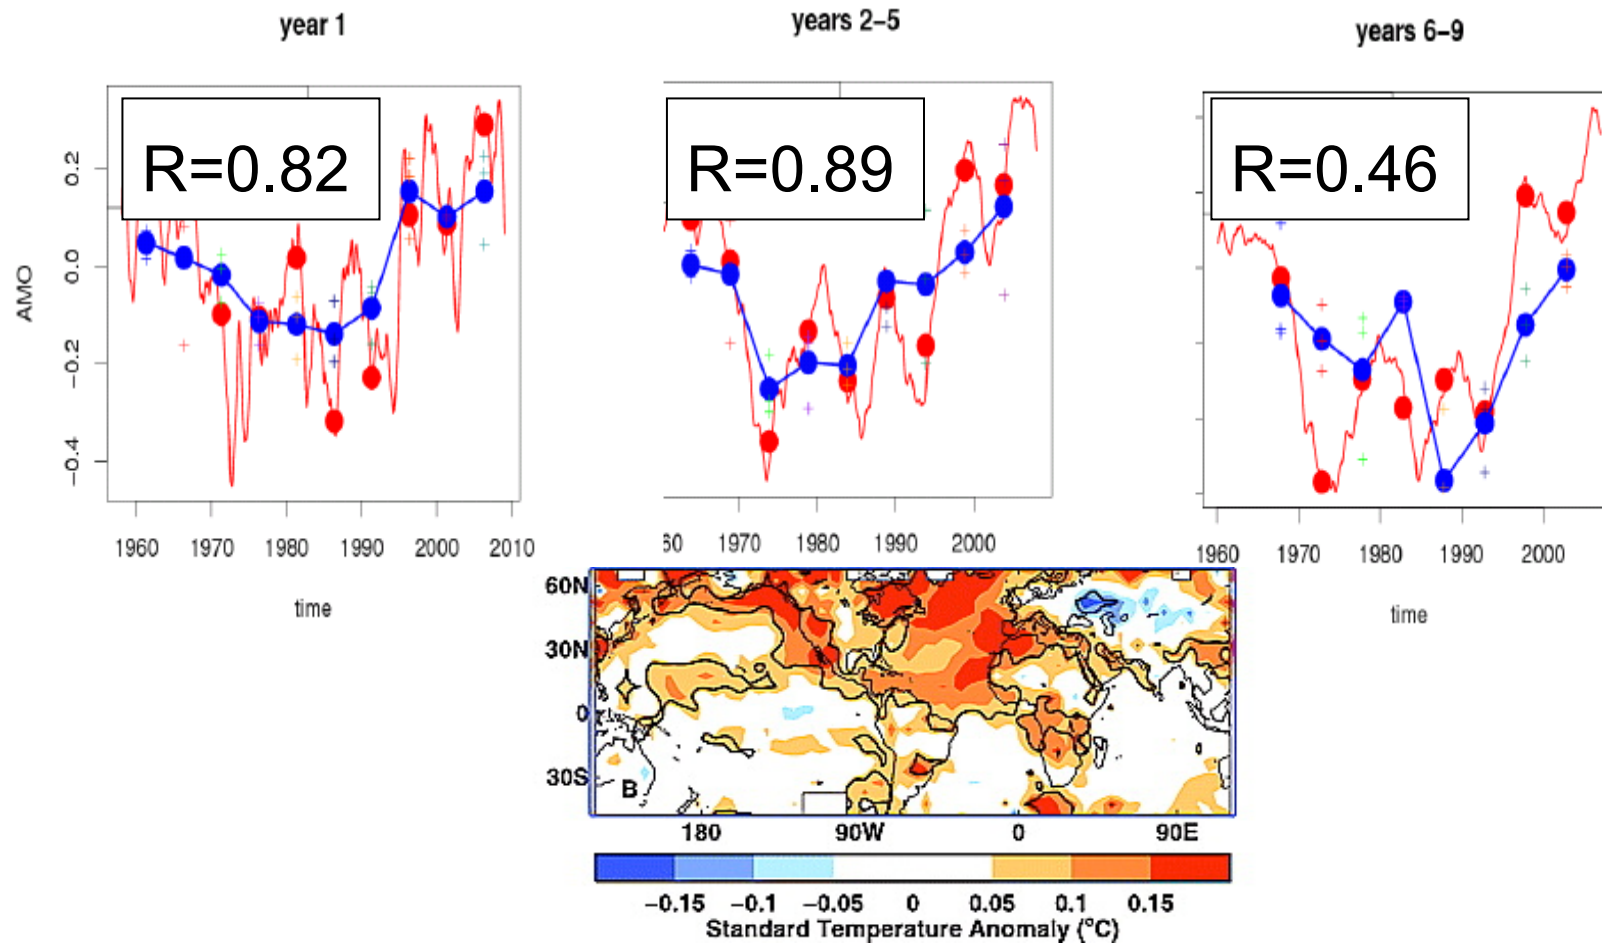 year 1
years 2–5
years 6–9
R=0.82
R=0.89
R=0.46
AMO
0.2
0.0
−0.2
−0.4
1960 1970 1980 1990 2000 2010
60 1970 1980 1990 2000
1960 1970 1980 1990 2000
time
time
60N
30N
0
30S
B
180 90W 0 90E
−0.15 −0.1 −0.05 0 0.05 0.1 0.15
Standard Temperature Anomaly (°C)